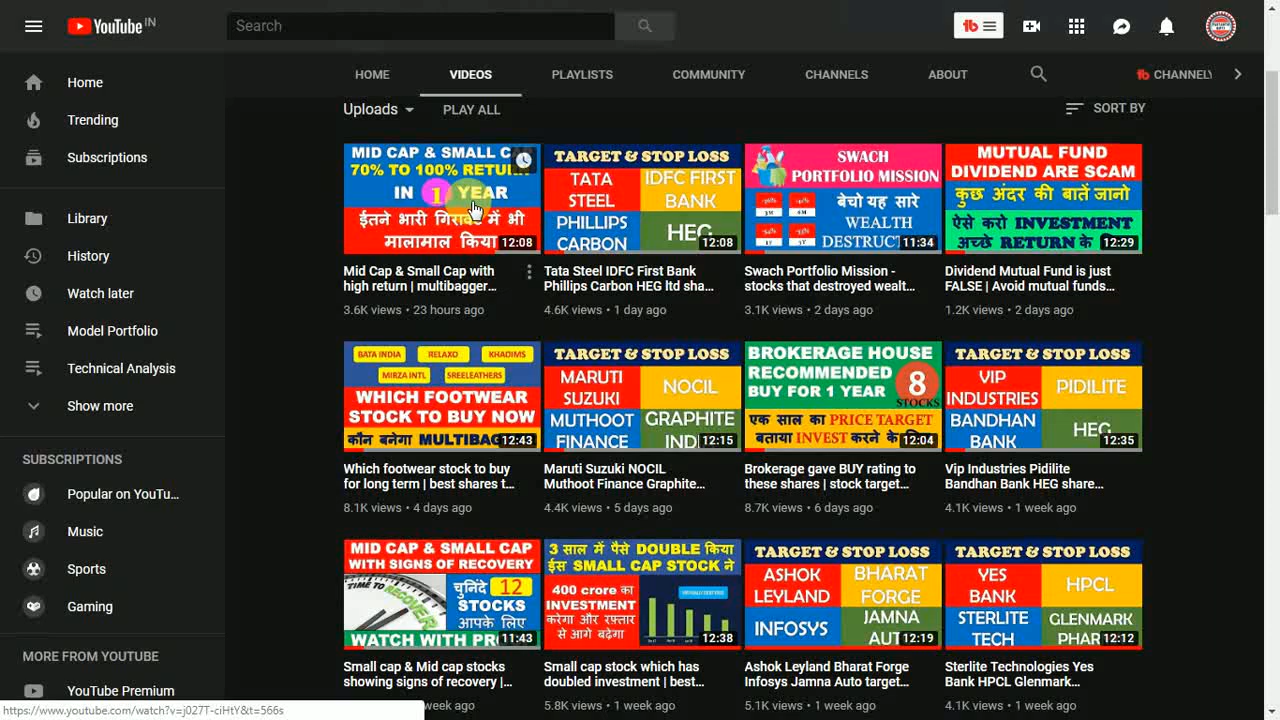 YouTube IN
Search
HOME
VIDEOS
PLAYLISTS
COMMUNITY
CHANNELS
ABOUT
CHANNELY
Home
Trending
Subscriptions
Library
History
Watch later
Model Portfolio
Technical Analysis
Show more
SUBSCRIPTIONS
Popular on YouTu...
Music
Sports
Gaming
MORE FROM YOUTUBE
YouTube Premium
https://www.youtube.com/watch?v=j027T-ciHtY&t=566s
Uploads
PLAY ALL
SORT BY
MID CAP & SMALL
70% TO 100% RETU
IN 1 YEAR
ईतने भारी गिरावट में भी
मालामाल किया
12:08
Mid Cap & Small Cap with
high return | multibagger...
3.6K views • 23 hours ago
TARGET & STOP LOSS
TATA STEEL
IDFC FIRST BANK
PHILLIPS CARBON
HEG
12:08
Tata Steel IDFC First Bank
Phillips Carbon HEG ltd sha...
4.6K views • 1 day ago
SWACH
PORTFOLIO MISSION
बेचो यह सारे
WEALTH
DESTRUCT
11:34
Swach Portfolio Mission -
stocks that destroyed wealt...
3.1K views • 2 days ago
MUTUAL FUND
DIVIDEND ARE SCAM
कुछ अंदर की बातें जानो
ऐसे करो INVESTMENT
अच्छे RETURN के
12:29
Dividend Mutual Fund is just
FALSE | Avoid mutual funds...
1.2K views • 2 days ago
BATA INDIA
RELAXO
KHADIMS
MIRZA INTL
SREELEATHERS
WHICH FOOTWEAR
STOCK TO BUY NOW
कौन बनेगा MULTIBAG
12:43
Which footwear stock to buy
for long term | best shares t...
8.1K views • 4 days ago
TARGET & STOP LOSS
MARUTI SUZUKI
NOCIL
MUTHOOT FINANCE
GRAPHITE INDI
12:15
Maruti Suzuki NOCIL
Muthoot Finance Graphite...
4.4K views • 5 days ago
BROKERAGE HOUSE
RECOMMENDED
BUY FOR 1 YEAR
8
STOCKS
एक साल का PRICE TARGET
बताया INVEST करने के
12:04
Brokerage gave BUY rating to
these shares | stock target...
8.7K views • 6 days ago
TARGET & STOP LOSS
VIP INDUSTRIES
PIDILITE
BANDHAN BANK
HEG
12:35
Vip Industries Pidilite
Bandhan Bank HEG share...
4.1K views • 1 week ago
MID CAP & SMALL CAP
WITH SIGNS OF RECOVERY
TIME TO RECOVER
चुनिंदे 12
STOCKS
आपके लिए
WATCH WITH PR
11:43
Small cap & Mid cap stocks
showing signs of recovery |...
week ago
3 साल में पैसे DOUBLE किया
ईस SMALL CAP STOCK ने
400 crore का
INVESTMENT
करेगा और रफ़्तार
से आगे बढ़ेगा
12:38
Small cap stock which has
doubled investment | best...
5.8K views • 1 week ago
TARGET & STOP LOSS
ASHOK LEYLAND
BHARAT FORGE
INFOSYS
JAMNA AUT
12:19
Ashok Leyland Bharat Forge
Infosys Jamna Auto target...
5.1K views • 1 week ago
TARGET & STOP LOSS
YES BANK
HPCL
STERLITE TECH
GLENMARK PHAR
12:12
Sterlite Technologies Yes
Bank HPCL Glenmark...
4.1K views • 1 week ago